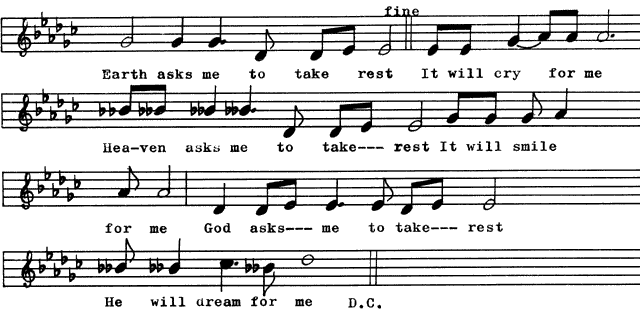 fine
Earth asks me to take rest It will cry for me
Hea-ven asks me to take--- rest It will smile
for me God asks--- me to take--- rest
He will dream for me D.C.